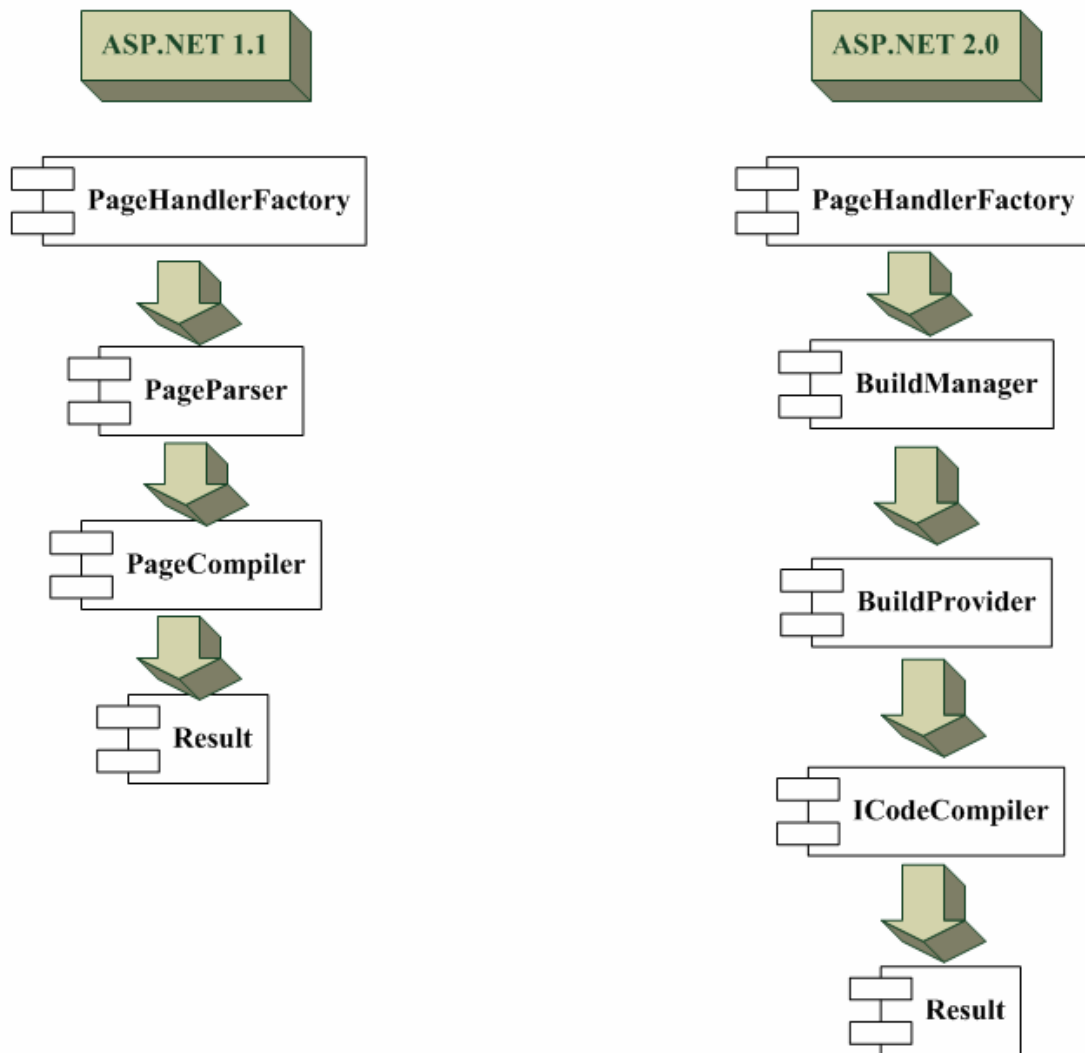 ASP.NET 1.1
PageHandlerFactory
PageParser
PageCompiler
Result
ASP.NET 2.0
PageHandlerFactory
BuildManager
BuildProvider
ICodeCompiler
Result